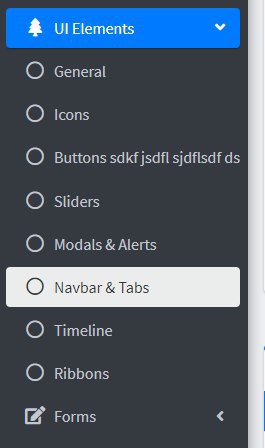 UI Elements
General
Icons
Buttons sdkf jsdfl sjdflsdf ds
Sliders
Modals & Alerts
Navbar & Tabs
Timeline
Ribbons
Forms